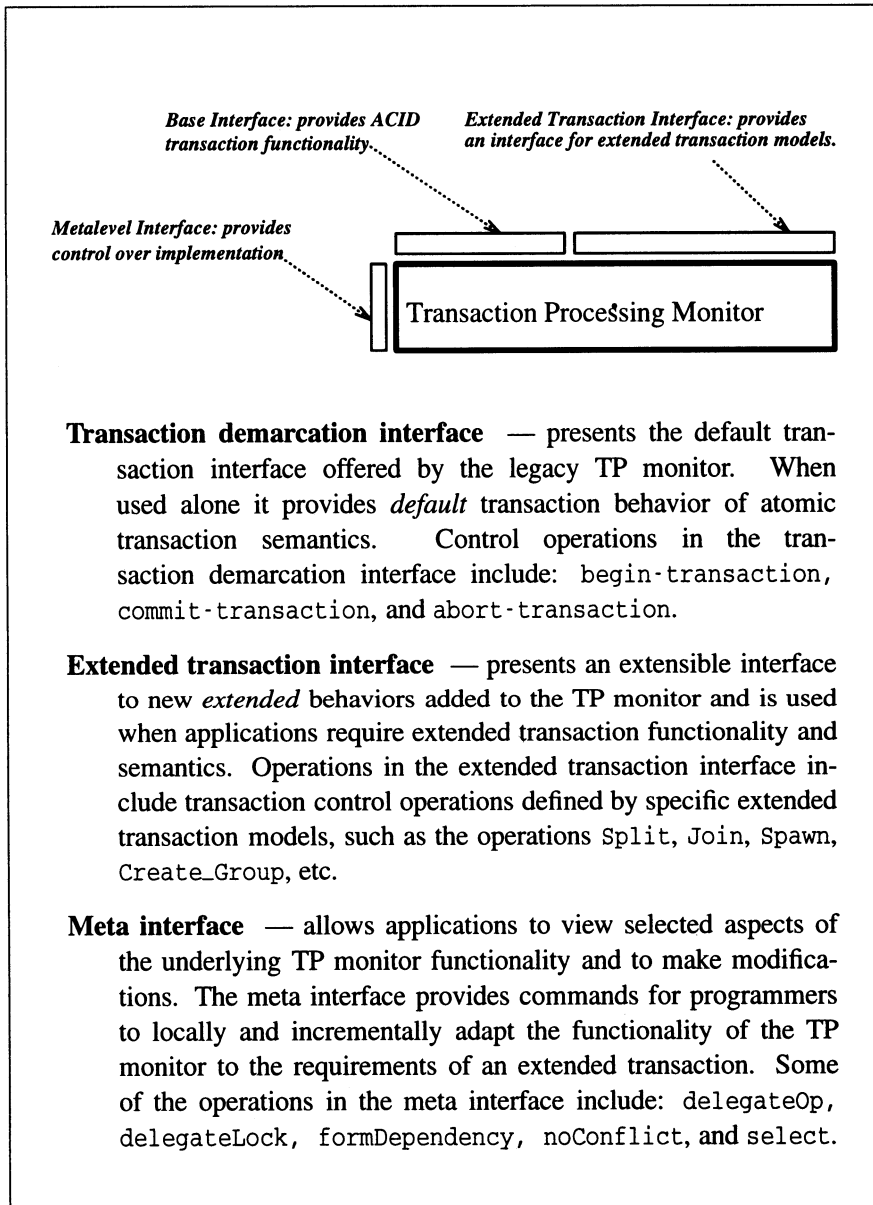 Base Interface: provides ACID
transaction functionality
Extended Transaction Interface: provides
an interface for extended transaction models.
Metalevel Interface: provides
control over implementation
Transaction Processing Monitor
Transaction demarcation interface — presents the default tran-
saction interface offered by the legacy TP monitor. When
used alone it provides default transaction behavior of atomic
transaction semantics. Control operations in the tran-
saction demarcation interface include: begin-transaction,
commit-transaction, and abort-transaction.
Extended transaction interface — presents an extensible interface
to new extended behaviors added to the TP monitor and is used
when applications require extended transaction functionality and
semantics. Operations in the extended transaction interface in-
clude transaction control operations defined by specific extended
transaction models, such as the operations Split, Join, Spawn,
Create_Group, etc.
Meta interface — allows applications to view selected aspects of
the underlying TP monitor functionality and to make modifica-
tions. The meta interface provides commands for programmers
to locally and incrementally adapt the functionality of the TP
monitor to the requirements of an extended transaction. Some
of the operations in the meta interface include: delegateOp,
delegateLock, formDependency, noConflict, and select.